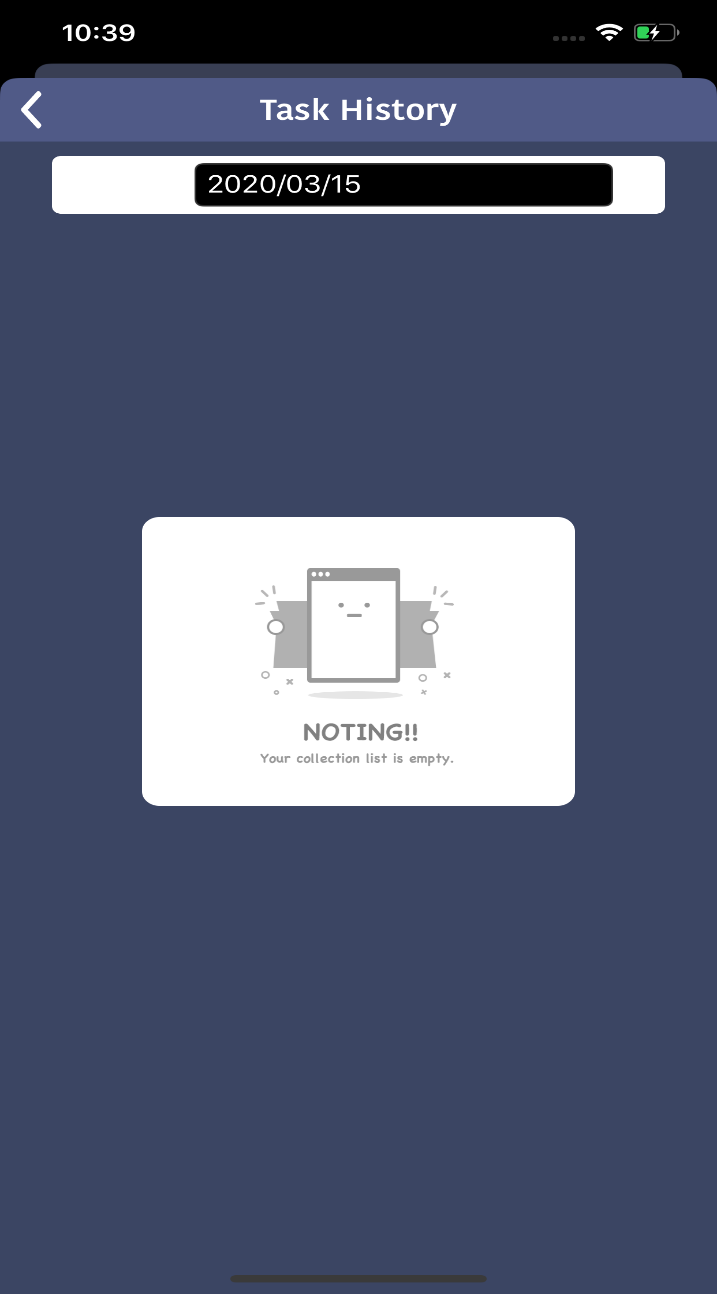 10:39
Task History
2020/03/15
NOTING!!
Your collection list is empty.